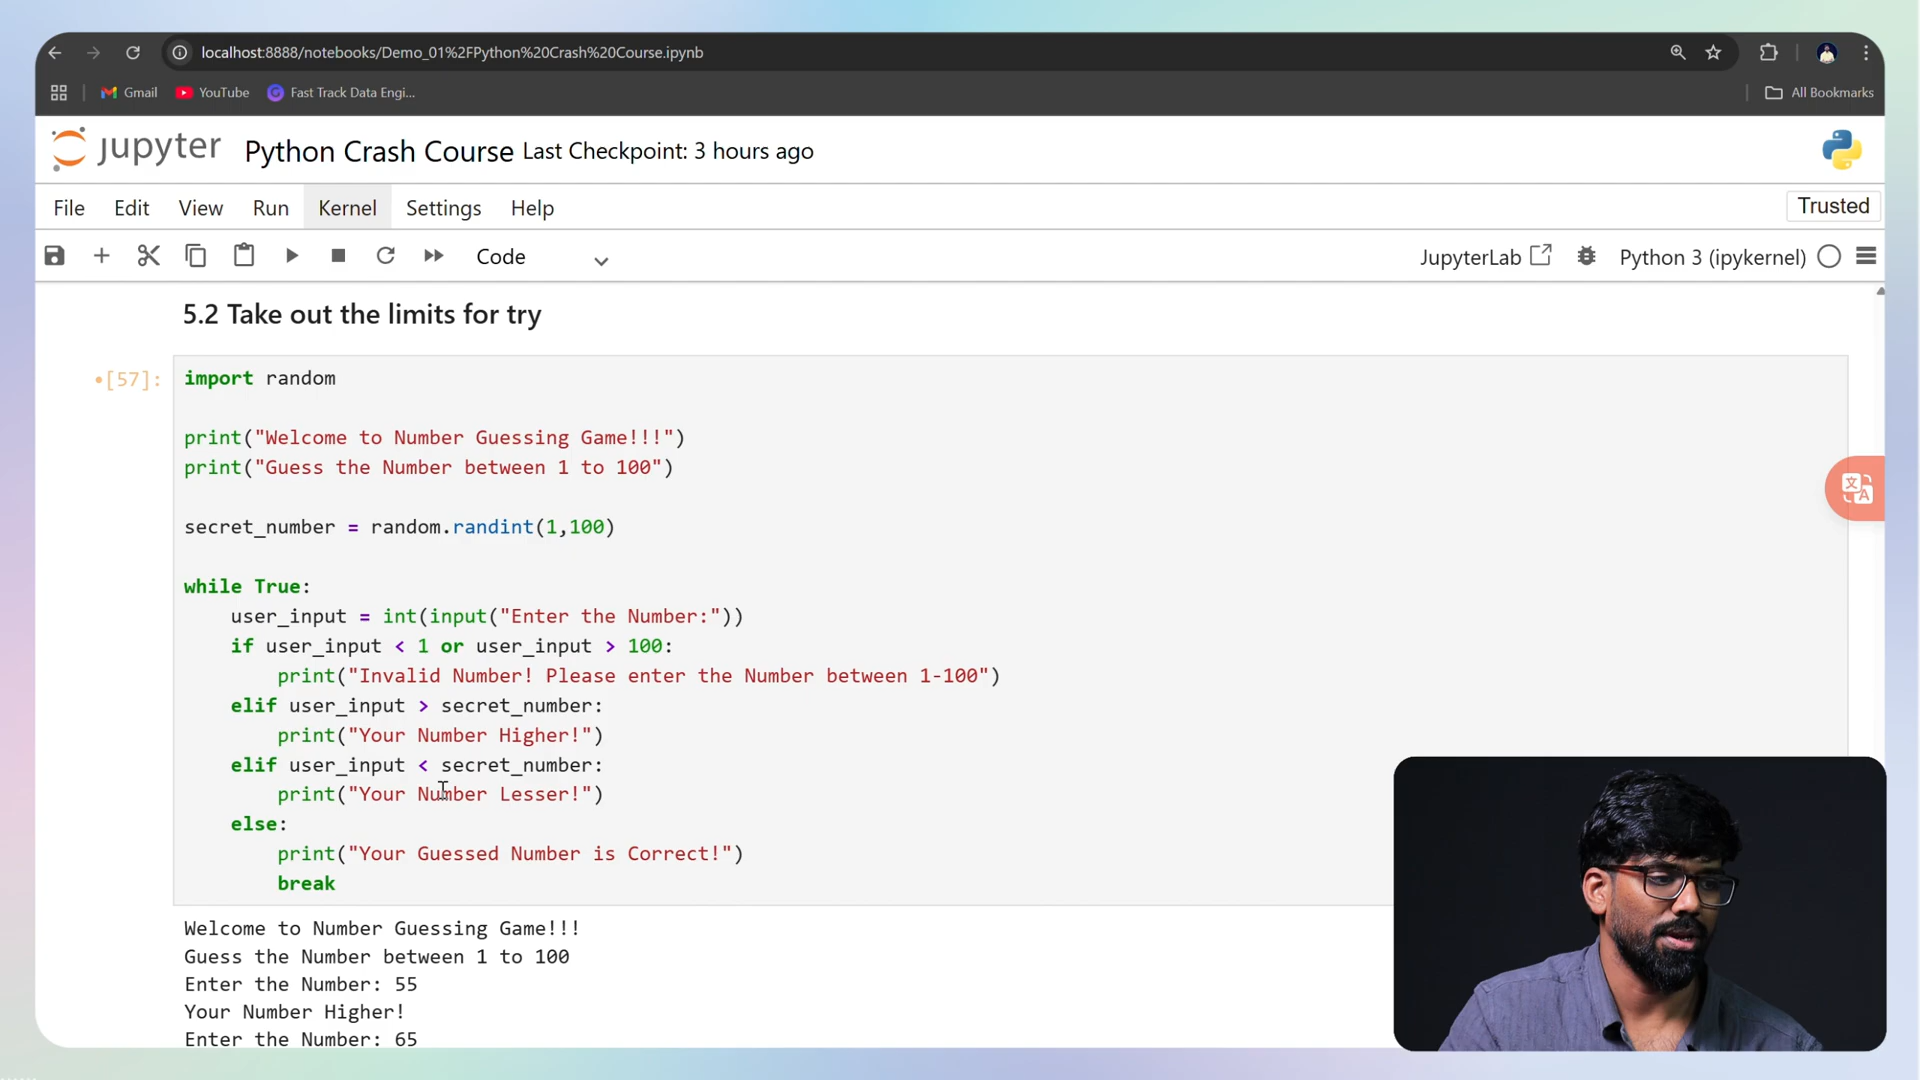 localhost:8888/notebooks/Demo_01%2FPython%20Crash%20Course.ipynb
Gmail YouTube Fast Track Data Engi... All Bookmarks
jupyter Python Crash Course Last Checkpoint: 3 hours ago
File Edit View Run Kernel Settings Help Trusted
Code JupyterLab Python 3 (ipykernel)
5.2 Take out the limits for try
•[57]: import random
print("Welcome to Number Guessing Game!!!")
print("Guess the Number between 1 to 100")
secret_number = random.randint(1,100)
while True:
    user_input = int(input("Enter the Number:"))
    if user_input < 1 or user_input > 100:
        print("Invalid Number! Please enter the Number between 1-100")
    elif user_input > secret_number:
        print("Your Number Higher!")
    elif user_input < secret_number:
        print("Your Number Lesser!")
    else:
        print("Your Guessed Number is Correct!")
        break
Welcome to Number Guessing Game!!!
Guess the Number between 1 to 100
Enter the Number: 55
Your Number Higher!
Enter the Number: 65